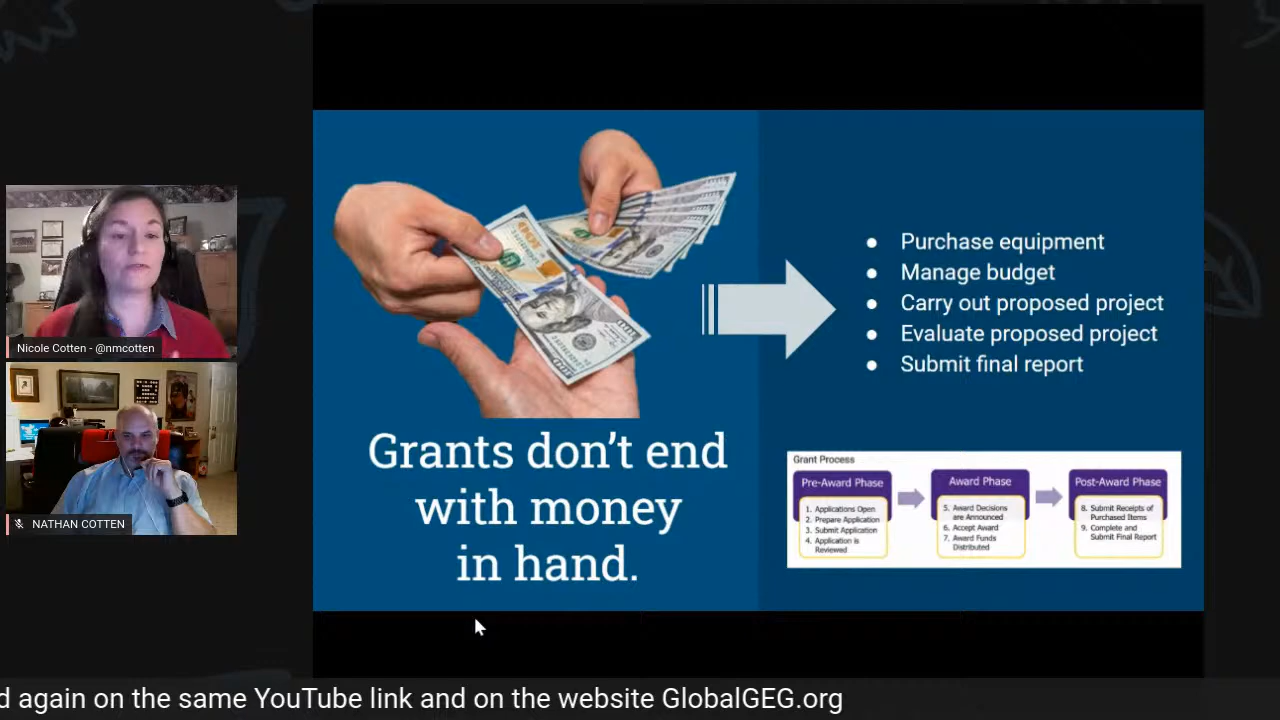 Nicole Cotten - @nmcotten
NATHAN COTTEN
Grants don’t end
with money
in hand.
● Purchase equipment
● Manage budget
● Carry out proposed project
● Evaluate proposed project
● Submit final report
Grant Process
Pre-Award Phase
1. Applications Open
2. Prepare Application
3. Submit Application
4. Application is
Reviewed
Award Phase
5. Award Decisions
are Announced
6. Accept Award
7. Award Funds
Distributed
Post-Award Phase
8. Submit Receipts of
Purchased Items
9. Complete and
Submit Final Report
d again on the same YouTube link and on the website GlobalGEG.org